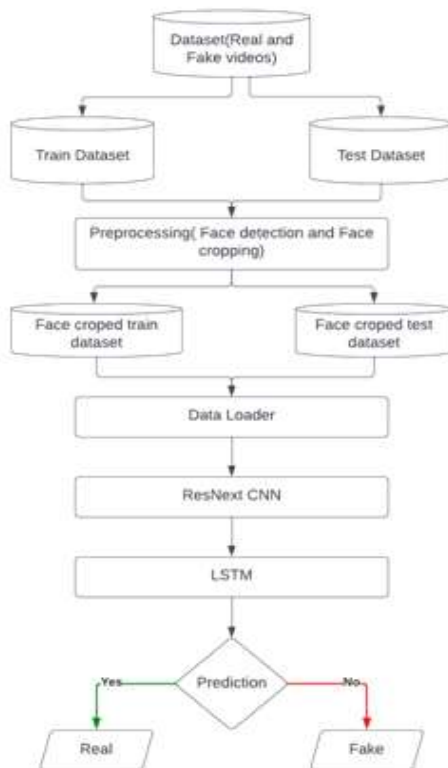 Dataset(Real and
Fake videos)
Train Dataset
Test Dataset
Preprocessing( Face detection and Face
cropping)
Face croped train
dataset
Face croped test
dataset
Data Loader
ResNext CNN
LSTM
Yes
Prediction
No
Real
Fake